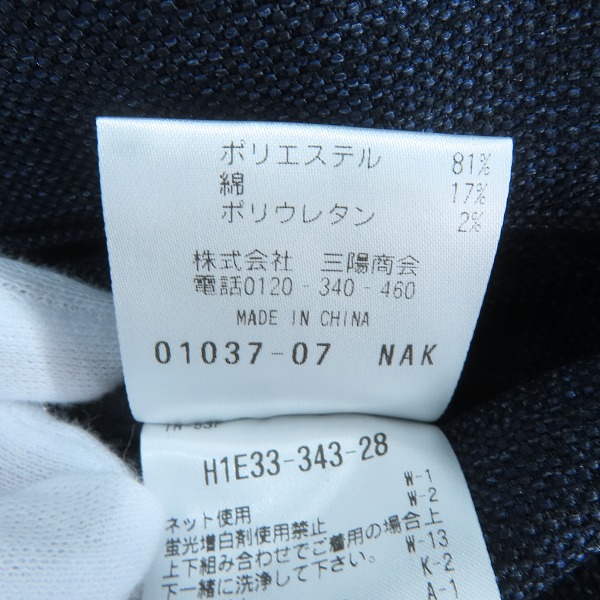 ポリエステル 81%
綿 17%
ポリウレタン 2%
株式会社 三陽商会
電話0120-340-460
MADE IN CHINA
01037-07 NAK
H1E33-343-28
W-1
W-2
ネット使用
蛍光増白剤使用禁止
上下組み合わせでご着用の場合上
W-13
下一緒に洗浄して下さい。
K-2
A-1